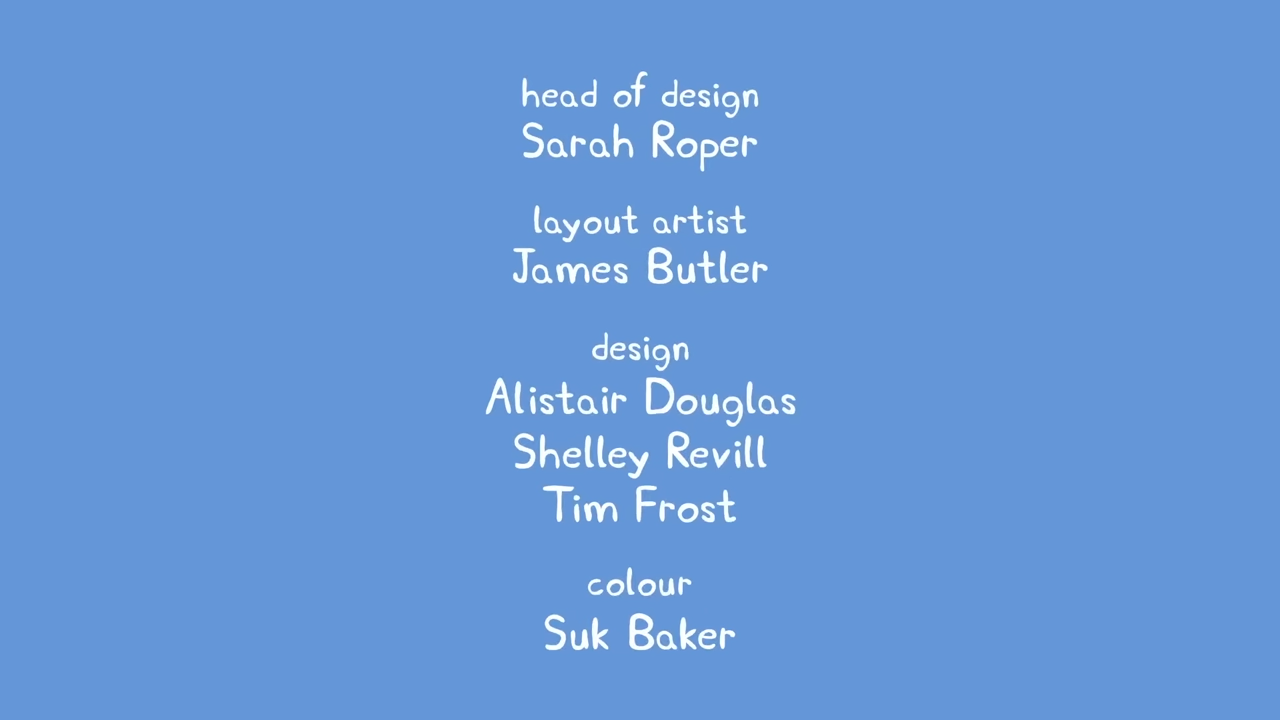 head of design
Sarah Roper
layout artist
James Butler
design
Alistair Douglas
Shelley Revill
Tim Frost
colour
Suk Baker